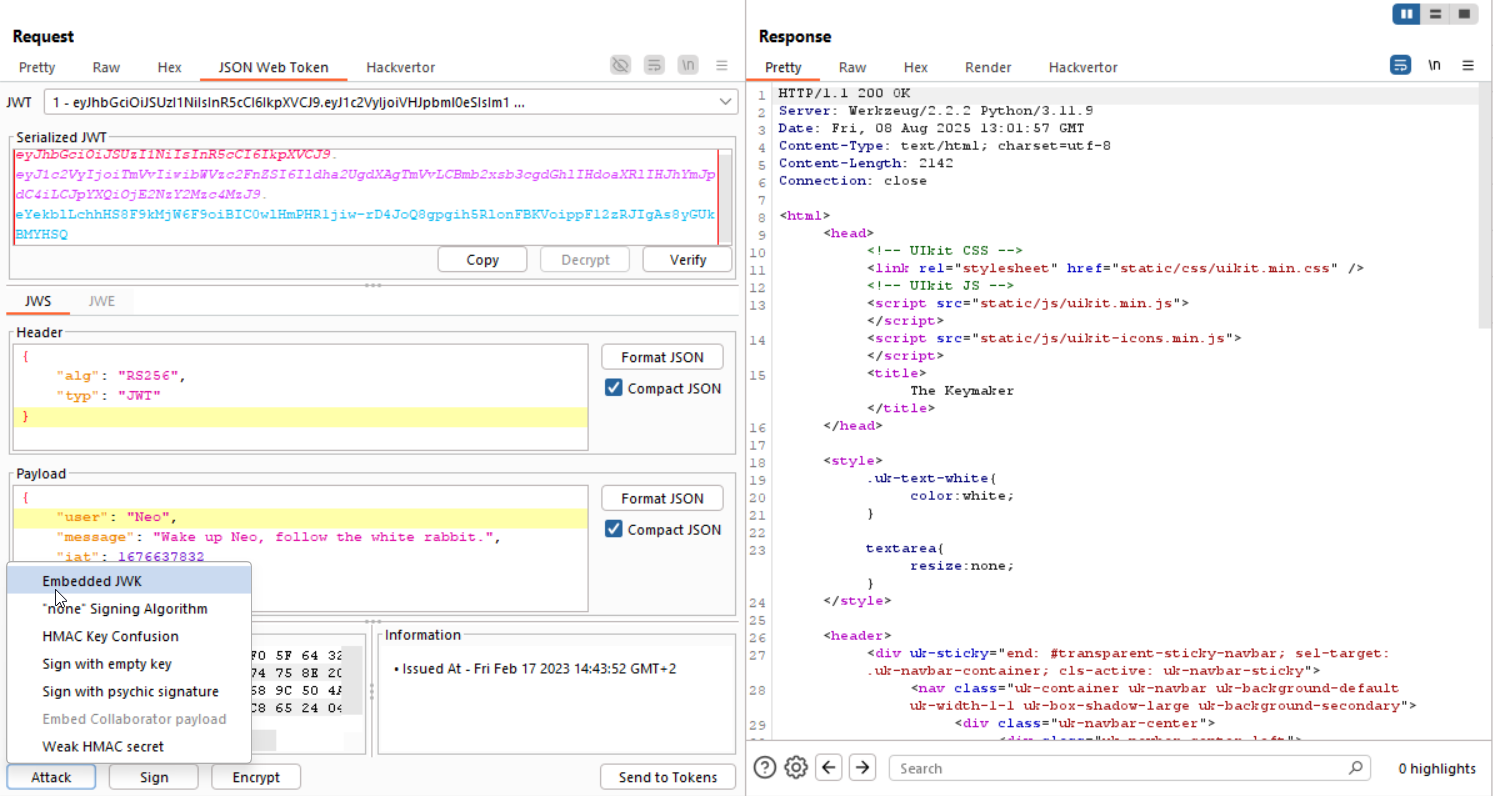 Request
Pretty Raw Hex JSON Web Token Hackvertor \n
JWT 1 - eyJhbGciOiJSUzI1NiIsInR5cCI6IkpXVCJ9.eyJ1c2VyIjoiVHJpbml0eSIsIm1 ...
Serialized JWT
eyJhbGciOiJSUzI1NiIsInR5cCI6IkpXVCJ9.
eyJ1c2VyIjoiTmVvIiwibWVzc2FnZSI6Ildha2UgdXAgTmVvLCBmb2xsb3cgdGhlIHdoaXRlIHJhYmJp
dC4iLCJpYXQiOjE2NzY2Mzc4MzJ9.
eYekblLchhHS8F9kMjW6F9oiBIC0wlHmPHRljiw-rD4JoQ8gpgih5RlonFBKVoippFl2zRJIgAs8yGUk
BMYHSQ
Copy Decrypt Verify
JWS JWE
Header
{
"alg": "RS256",
"typ": "JWT"
}
Format JSON
Compact JSON
Payload
{
"user": "Neo",
"message": "Wake up Neo, follow the white rabbit.",
"iat": 1676637832
Format JSON
Compact JSON
Embedded JWK
"none" Signing Algorithm
HMAC Key Confusion
Sign with empty key
Sign with psychic signature
Embed Collaborator payload
Weak HMAC secret
F0 5F 64 32
74 75 8E 20
58 9C 50 4A
C8 65 24 04
Information
• Issued At - Fri Feb 17 2023 14:43:52 GMT+2
Attack Sign Encrypt Send to Tokens
Response
Pretty Raw Hex Render Hackvertor \n
1 HTTP/1.1 200 OK
2 Server: Werkzeug/2.2.2 Python/3.11.9
3 Date: Fri, 08 Aug 2025 13:01:57 GMT
4 Content-Type: text/html; charset=utf-8
5 Content-Length: 2142
6 Connection: close
7
8 <html>
9 <head>
10 <!-- UIkit CSS -->
11 <link rel="stylesheet" href="static/css/uikit.min.css" />
12 <!-- UIkit JS -->
13 <script src="static/js/uikit.min.js">
</script>
14 <script src="static/js/uikit-icons.min.js">
</script>
15 <title>
The Keymaker
</title>
16 </head>
17
18 <style>
19 .uk-text-white{
20 color:white;
21 }
22
23 textarea{
resize:none;
}
24 </style>
25
26 <header>
27 <div uk-sticky="end: #transparent-sticky-navbar; sel-target:
.uk-navbar-container; cls-active: uk-navbar-sticky">
28 <nav class="uk-container uk-navbar uk-background-default
uk-width-1-1 uk-box-shadow-large uk-background-secondary">
29 <div class="uk-navbar-center">
<div class="uk-navbar-center-left">
Search 0 highlights